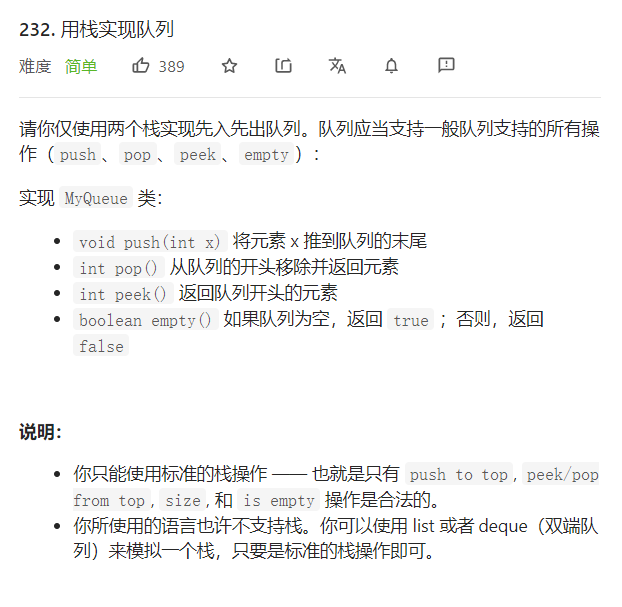 232. 用栈实现队列
难度 简单 389
请你仅使用两个栈实现先入先出队列。队列应当支持一般队列支持的所有操
作（push、pop、peek、empty）：
实现 MyQueue 类：
• void push(int x) 将元素 x 推到队列的末尾
• int pop() 从队列的开头移除并返回元素
• int peek() 返回队列开头的元素
• boolean empty() 如果队列为空，返回 true ；否则，返回
false
说明：
• 你只能使用标准的栈操作 —— 也就是只有 push to top, peek/pop
from top, size, 和 is empty 操作是合法的。
• 你所使用的语言也许不支持栈。你可以使用 list 或者 deque（双端队
列）来模拟一个栈，只要是标准的栈操作即可。